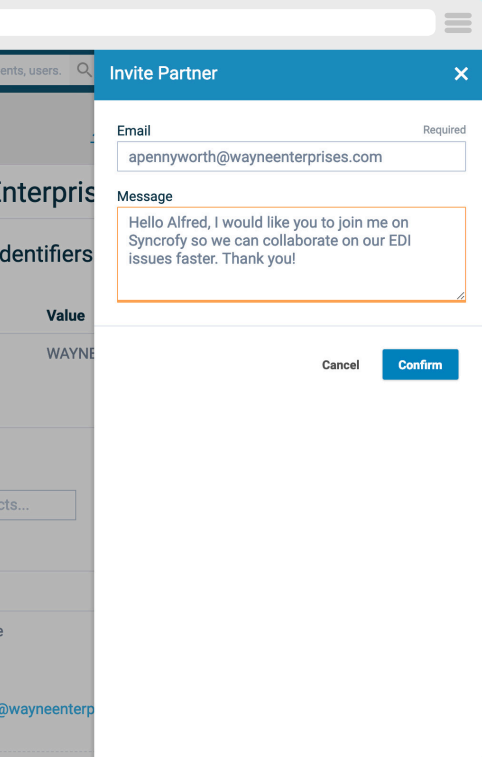 ents, users.
Invite Partner
Email
Required
apennyworth@wayneenterprises.com
Message
Hello Alfred, I would like you to join me on
Syncrofy so we can collaborate on our EDI
issues faster. Thank you!
Cancel
Confirm
nterpris
dentifiers
Value
WAYNE
cts...
e
@wayneenterp